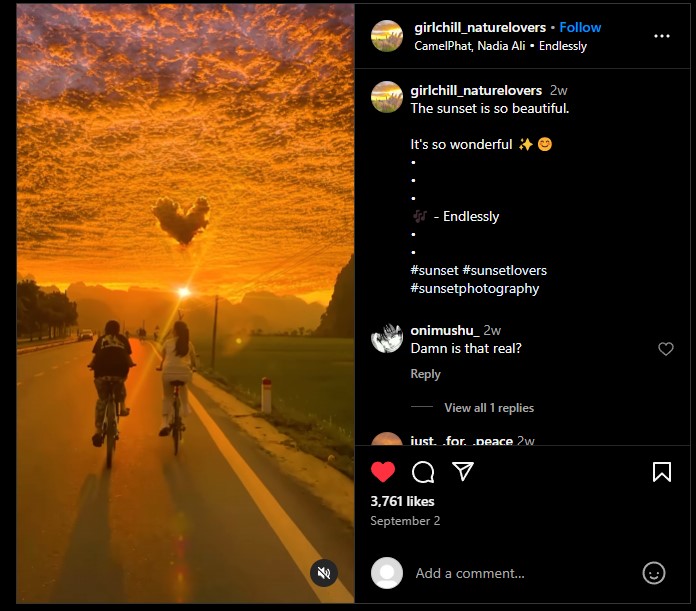 girlchill_naturelovers • Follow
CamelPhat, Nadia Ali • Endlessly
girlchill_naturelovers 2w
The sunset is so beautiful.
It's so wonderful ✨ 😊
•
•
•
🎶 - Endlessly
•
•
#sunset #sunsetlovers
#sunsetphotography
onimushu_ 2w
Damn is that real?
Reply
View all 1 replies
just._.for._.peace 2w
3,761 likes
September 2
Add a comment...